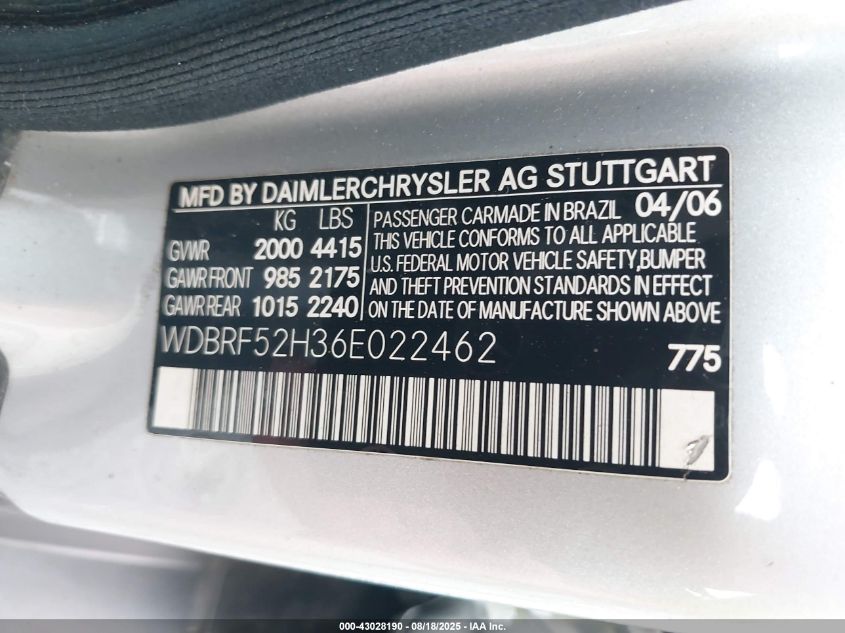 MFD BY DAIMLERCHRYSLER AG STUTTGART
KG LBS
GVWR 2000 4415
GAWR FRONT 985 2175
GAWR REAR 1015 2240
PASSENGER CARMADE IN BRAZIL 04/06
THIS VEHICLE CONFORMS TO ALL APPLICABLE
U.S. FEDERAL MOTOR VEHICLE SAFETY,BUMPER
AND THEFT PREVENTION STANDARDS IN EFFECT
ON THE DATE OF MANUFACTURE SHOWN ABOVE
WDBRF52H36E022462
775
000-43028190 - 08/18/2025 - IAA Inc.